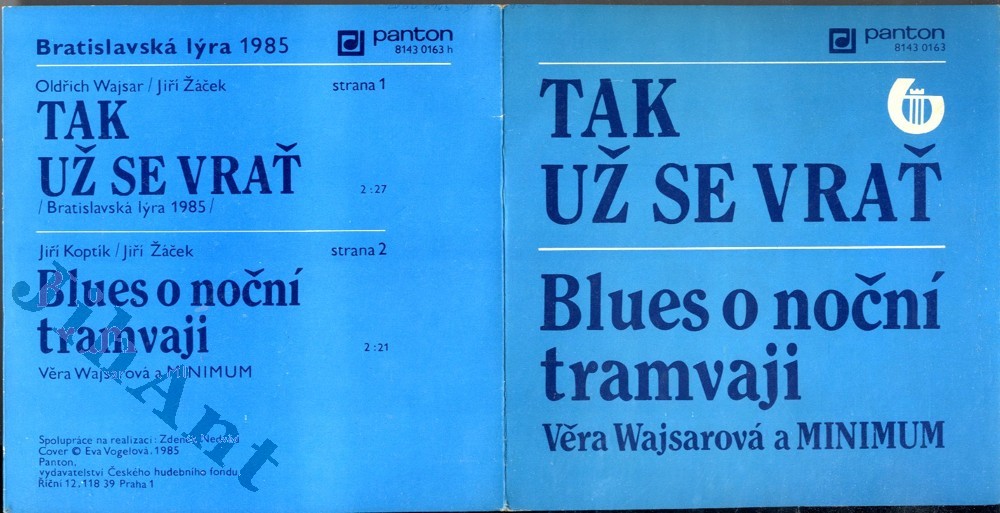 Bratislavská lýra 1985
panton
8143 0163 h
Oldřich Wajsar / Jiří Žáček
strana 1
TAK
UŽ SE VRAŤ
2:27
/ Bratislavská lýra 1985 /
Jiří Koptík / Jiří Žáček
strana 2
Blues o noční
tramvaji
2:21
Věra Wajsarová a MINIMUM
Spolupráce na realizaci: Zdeněk
Cover © Eva Vogelová, 1985
Panton,
vydavatelství Českého hudebního fondu,
Říční 12, 118 39 Praha 1
JuhAnt
panton
8143 0163
TAK
UŽ SE VRAŤ
Blues o noční
tramvaji
Věra Wajsarová a MINIMUM